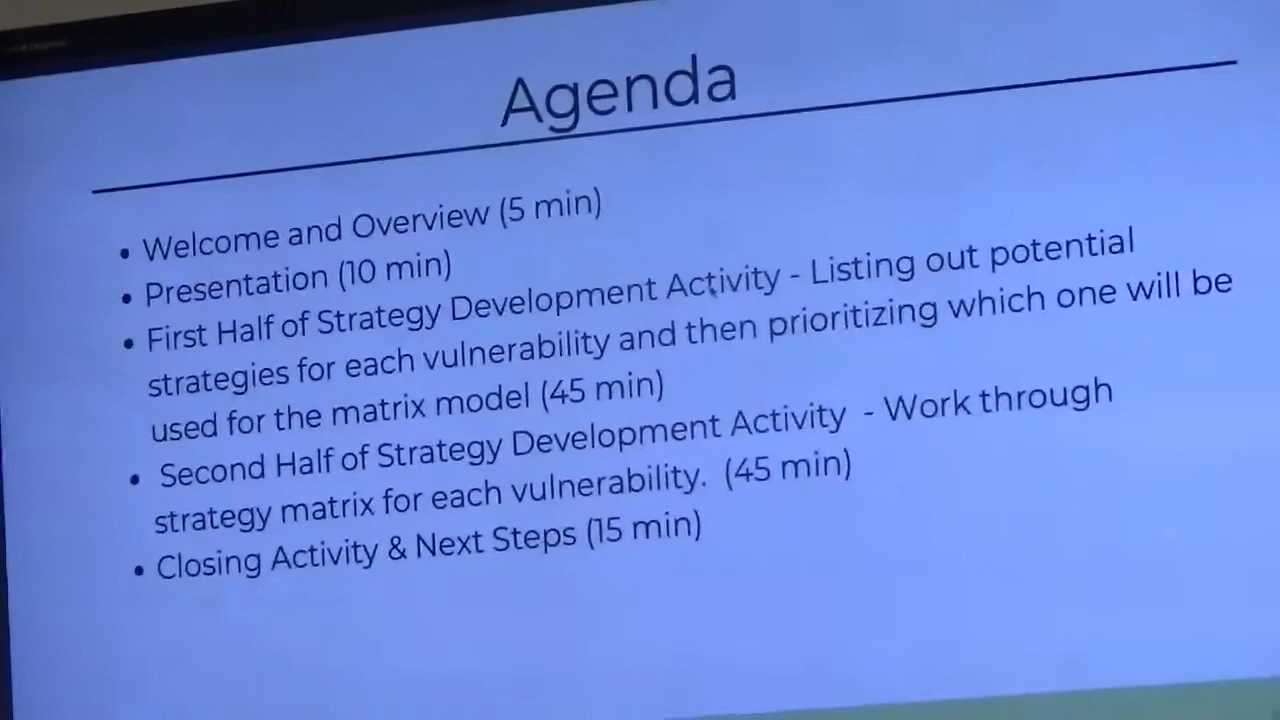 Agenda
• Welcome and Overview (5 min)
• Presentation (10 min)
• First Half of Strategy Development Activity - Listing out potential
strategies for each vulnerability and then prioritizing which one will be
used for the matrix model (45 min)
• Second Half of Strategy Development Activity - Work through
strategy matrix for each vulnerability. (45 min)
• Closing Activity & Next Steps (15 min)